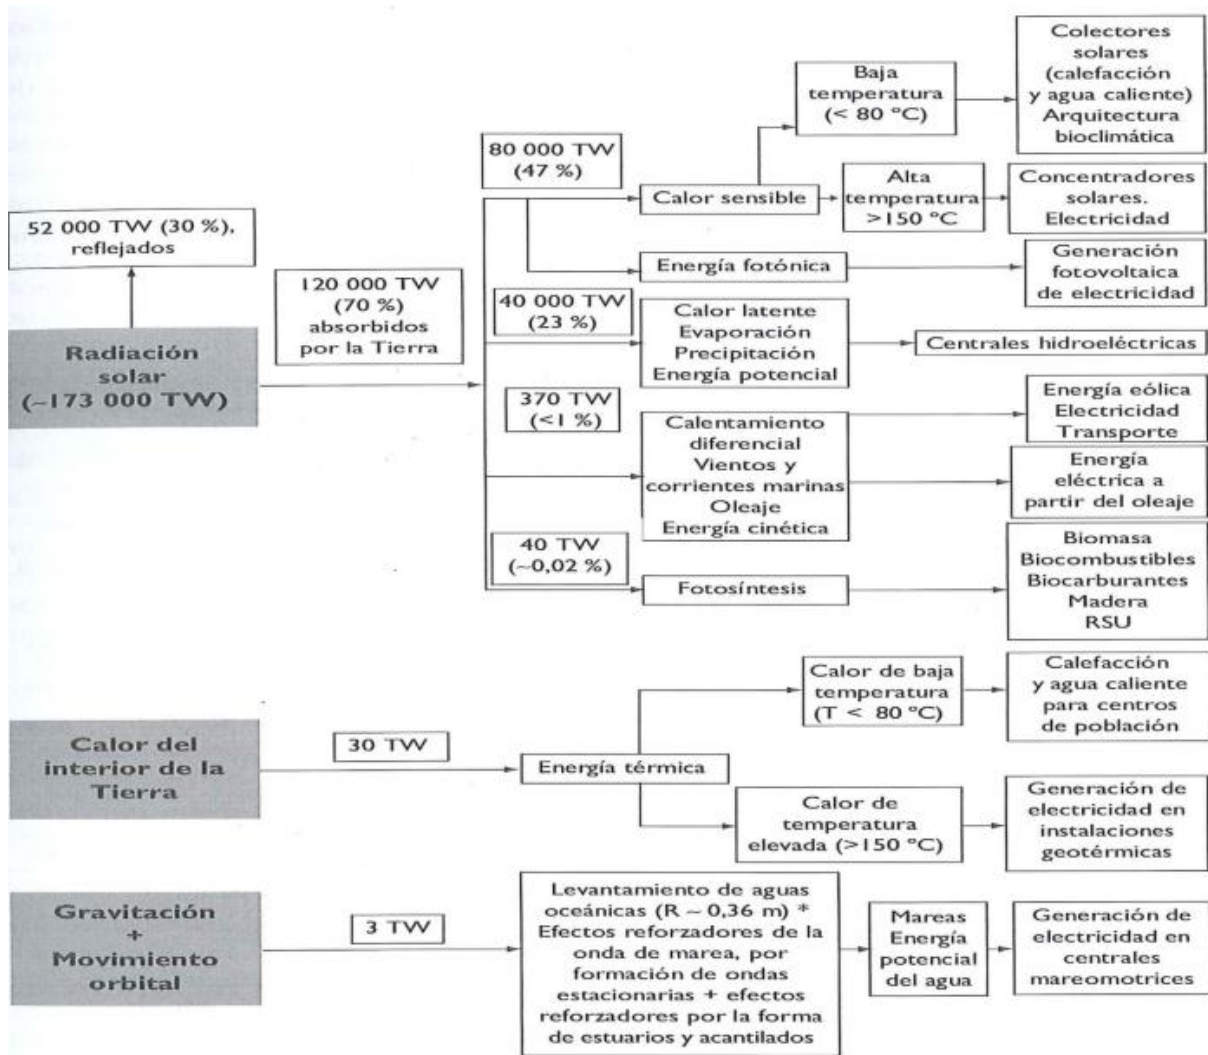 52 000 TW (30 %),
reflejados
Radiación
solar
(~173 000 TW)
120 000 TW
(70 %)
absorbidos
por la Tierra
80 000 TW
(47 %)
Calor sensible
Baja
temperatura
(< 80 °C)
Colectores
solares
(calefacción
y agua caliente)
Arquitectura
bioclimática
Alta
temperatura
>150 °C
Concentradores
solares.
Electricidad
Energía fotónica
Generación
fotovoltaica
de electricidad
40 000 TW
(23 %)
Calor latente
Evaporación
Precipitación
Energía potencial
Centrales hidroeléctricas
370 TW
(<1 %)
Calentamiento
diferencial
Vientos y
corrientes marinas
Oleaje
Energía cinética
Energía eólica
Electricidad
Transporte
Energía
eléctrica a
partir del oleaje
40 TW
(~0,02 %)
Fotosíntesis
Biomasa
Biocombustibles
Biocarburantes
Madera
RSU
Calor del
interior de la
Tierra
30 TW
Energía térmica
Calor de baja
temperatura
(T < 80 °C)
Calefacción
y agua caliente
para centros
de población
Calor de
temperatura
elevada (>150 °C)
Generación de
electricidad en
instalaciones
geotérmicas
Gravitación
+
Movimiento
orbital
3 TW
Levantamiento de aguas
oceánicas (R ~ 0,36 m) *
Efectos reforzadores de la
onda de marea, por
formación de ondas
estacionarias + efectos
reforzadores por la forma
de estuarios y acantilados
Mareas
Energía
potencial
del agua
Generación de
electricidad en
centrales
mareomotrices